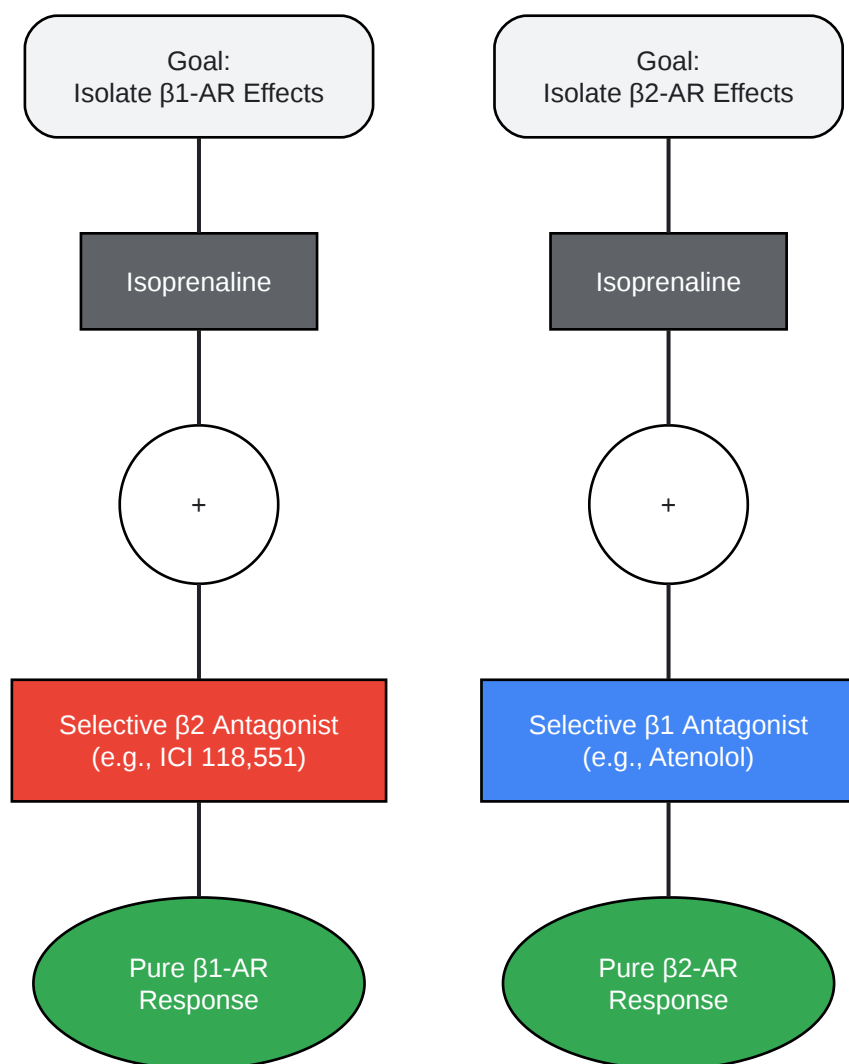 Goal:
Isolate β1-AR Effects
Isoprenaline
+
Selective β2 Antagonist
(e.g., ICI 118,551)
Pure β1-AR
Response
Goal:
Isolate β2-AR Effects
Isoprenaline
+
Selective β1 Antagonist
(e.g., Atenolol)
Pure β2-AR
Response